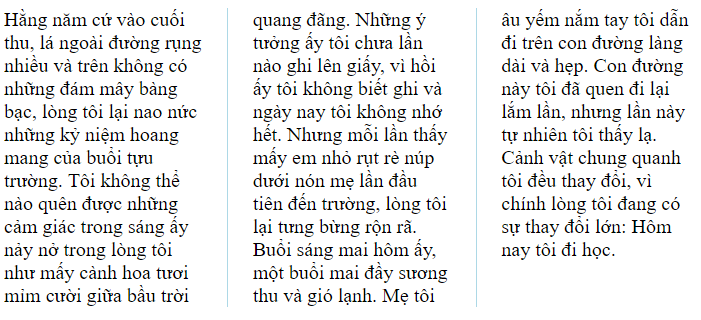 Hằng năm cứ vào cuối
thu, lá ngoài đường rụng
nhiều và trên không có
những đám mây bàng
bạc, lòng tôi lại nao nức
những kỷ niệm hoang
mang của buổi tựu
trường. Tôi không thể
nào quên được những
cảm giác trong sáng ấy
nảy nở trong lòng tôi
như mấy cành hoa tươi
mỉm cười giữa bầu trời
quang đãng. Những ý
tưởng ấy tôi chưa lần
nào ghi lên giấy, vì hồi
ấy tôi không biết ghi và
ngày nay tôi không nhớ
hết. Nhưng mỗi lần thấy
mấy em nhỏ rụt rè núp
dưới nón mẹ lần đầu
tiên đến trường, lòng tôi
lại tưng bừng rộn rã.
Buổi sáng mai hôm ấy,
một buổi mai đầy sương
thu và gió lạnh. Mẹ tôi
âu yếm nắm tay tôi dẫn
đi trên con đường làng
dài và hẹp. Con đường
này tôi đã quen đi lại
lắm lần, nhưng lần này
tự nhiên tôi thấy lạ.
Cảnh vật chung quanh
tôi đều thay đổi, vì
chính lòng tôi đang có
sự thay đổi lớn: Hôm
nay tôi đi học.